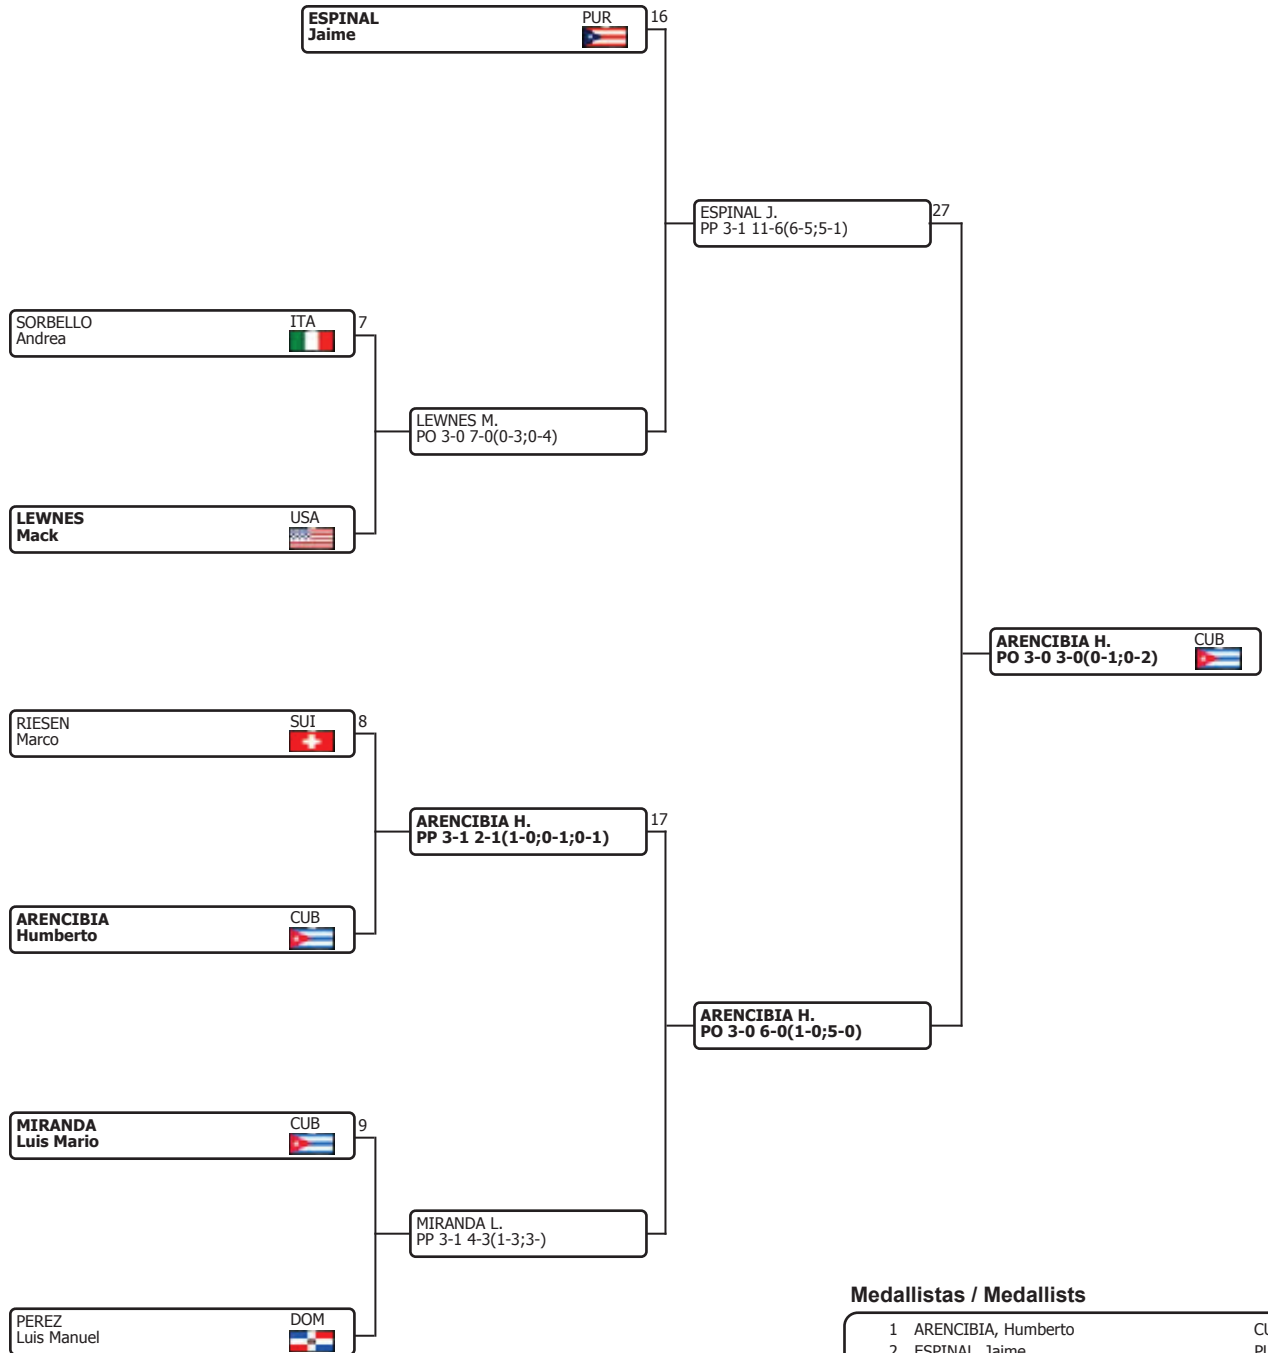 ESPINAL PUR 16
Jaime
ESPINAL J. 27
PP 3-1 11-6(6-5;5-1)
SORBELLO ITA 7
Andrea
LEWNES M.
PO 3-0 7-0(0-3;0-4)
LEWNES USA
Mack
ARENCIBIA H. CUB
PO 3-0 3-0(0-1;0-2)
RIESEN SUI 8
Marco
ARENCIBIA H. 17
PP 3-1 2-1(1-0;0-1;0-1)
ARENCIBIA CUB
Humberto
ARENCIBIA H.
PO 3-0 6-0(1-0;5-0)
MIRANDA CUB 9
Luis Mario
MIRANDA L.
PP 3-1 4-3(1-3;3-)
PEREZ DOM
Luis Manuel
Medallistas / Medallists
1 ARENCIBIA, Humberto
2 ESPINAL, Jaime